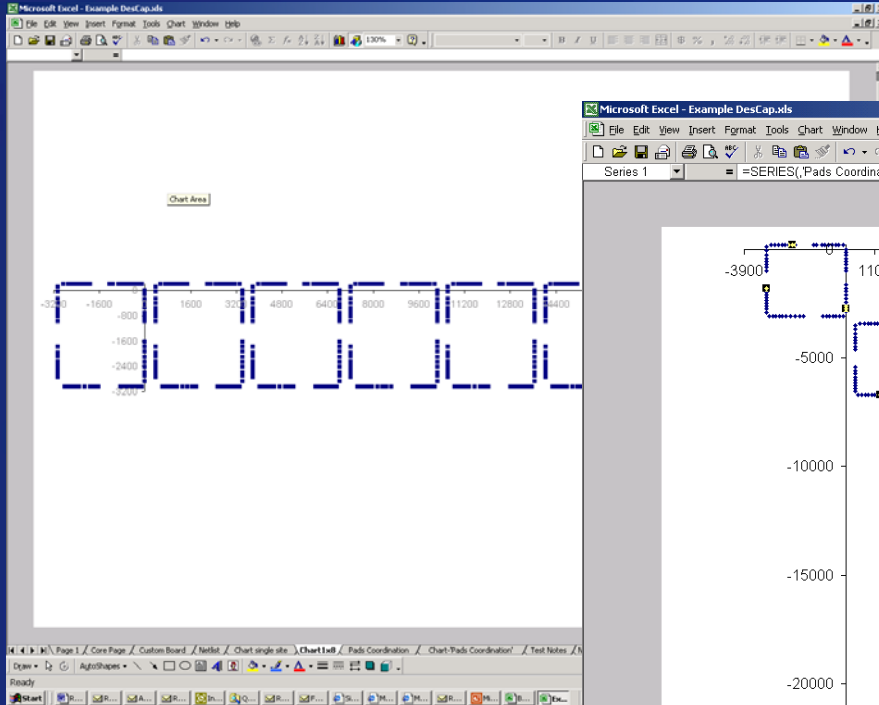 Microsoft Excel - Example DesCap.xls
File Edit View Insert Format Tools Chart Window Help
130%
=
Chart Area
-3200 -1600 0 1600 3200 4800 6400 8000 9600 11200 12800 14400
-800
-1600
-2400
-3200
Page 1 / Core Page / Custom Board / Netlist / Chart single site / Chart1x8 / Pads Coordination / Chart-'Pads Coordination' / Test Notes
Draw AutoShapes
Ready
Start
Microsoft Excel - Example DesCap.xls
File Edit View Insert Format Tools Chart Window
Series 1 = =SERIES(,'Pads Coordina
-3900 0 110
-5000
-10000
-15000
-20000